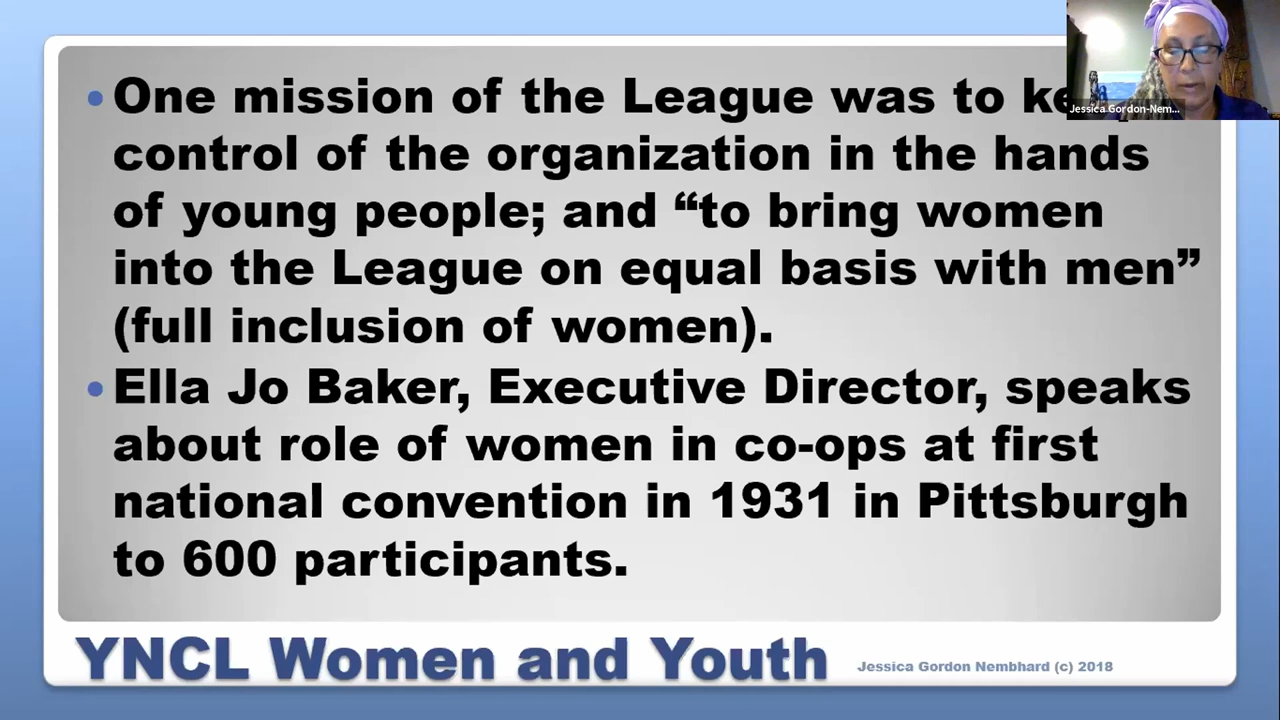 • One mission of the League was to
control of the organization in the hands
of young people; and “to bring women
into the League on equal basis with men”
(full inclusion of women).
• Ella Jo Baker, Executive Director, speaks
about role of women in co-ops at first
national convention in 1931 in Pittsburgh
to 600 participants.
YNCL Women and Youth
Jessica Gordon Nembhard (c) 2018
Jessica Gordon-Nem...